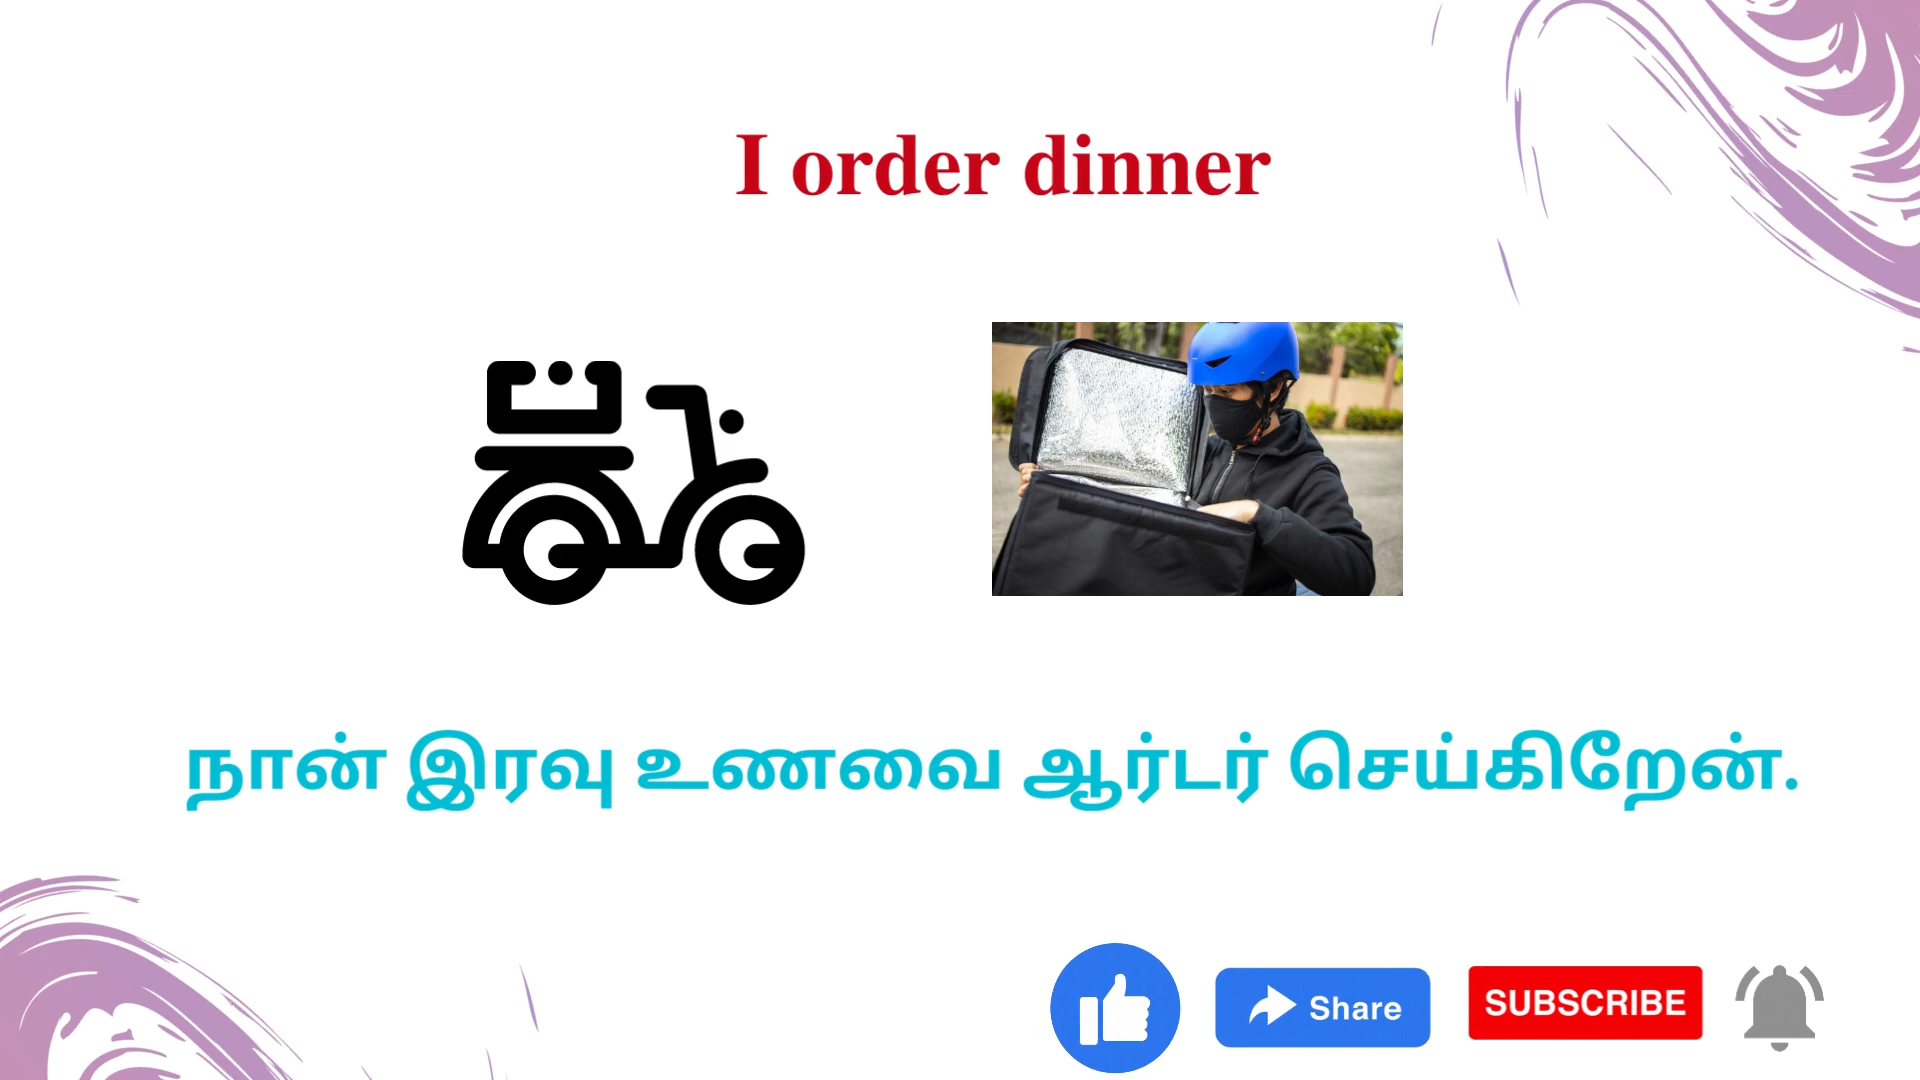 I order dinner
நான் இரவு உணவை ஆர்டர் செய்கிறேன்.
Share
SUBSCRIBE